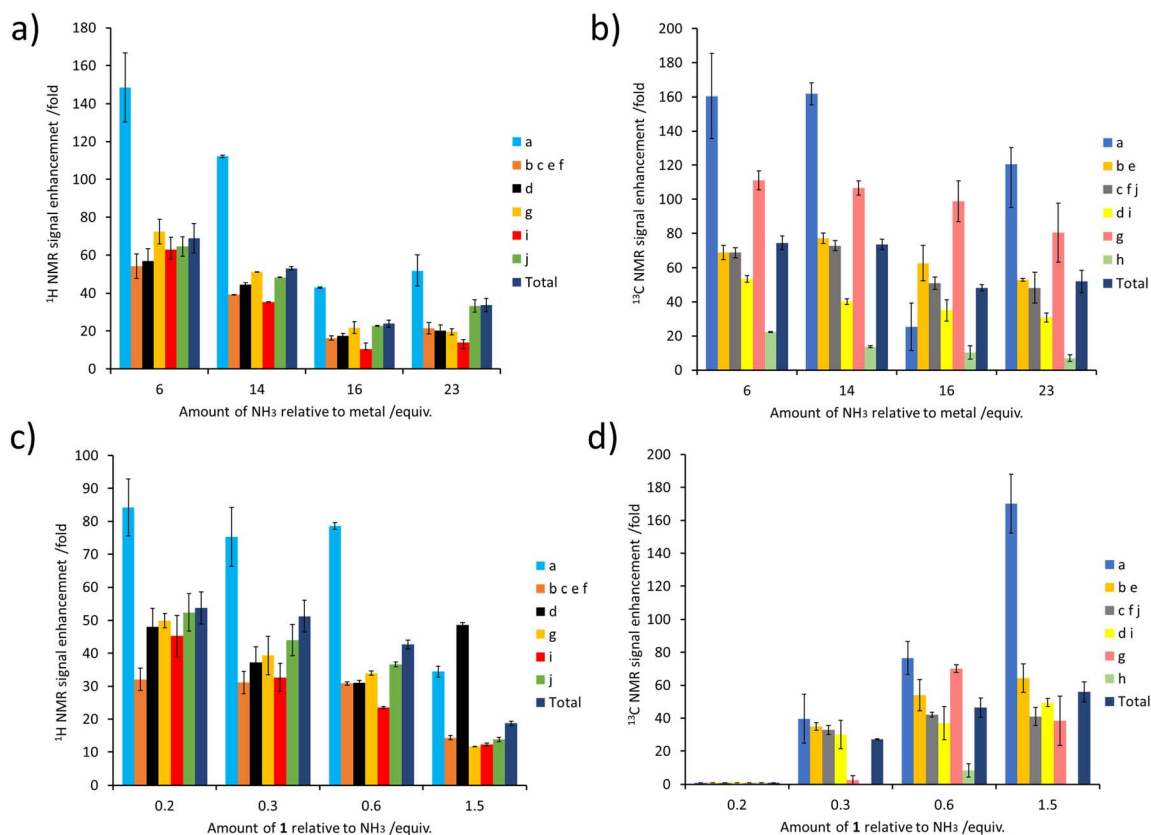 a)
180
160
140
120
100
80
60
40
20
0
¹H NMR signal enhancemnet /fold
6 14 16 23
Amount of NH₃ relative to metal /equiv.
a
b c e f
d
g
i
j
Total
b)
200
180
160
140
120
100
80
60
40
20
0
¹³C NMR signal enhancement /fold
6 14 16 23
Amount of NH₃ relative to metal /equiv.
a
b e
c f j
d i
g
h
Total
c)
100
90
80
70
60
50
40
30
20
10
0
¹H NMR signal enhancemnet /fold
0.2 0.3 0.6 1.5
Amount of 1 relative to NH₃ /equiv.
a
b c e f
d
g
i
j
Total
d)
200
180
160
140
120
100
80
60
40
20
0
¹³C NMR signal enhancement /fold
0.2 0.3 0.6 1.5
Amount of 1 relative to NH₃ /equiv.
a
b e
c f j
d i
g
h
Total